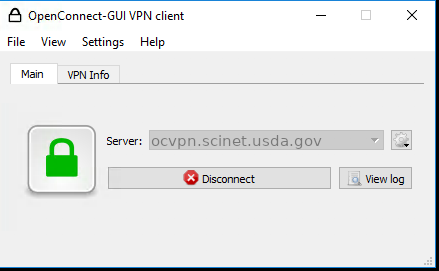 OpenConnect-GUI VPN client
File View Settings Help
Main VPN Info
Server: ocvpn.scinet.usda.gov
Disconnect View log